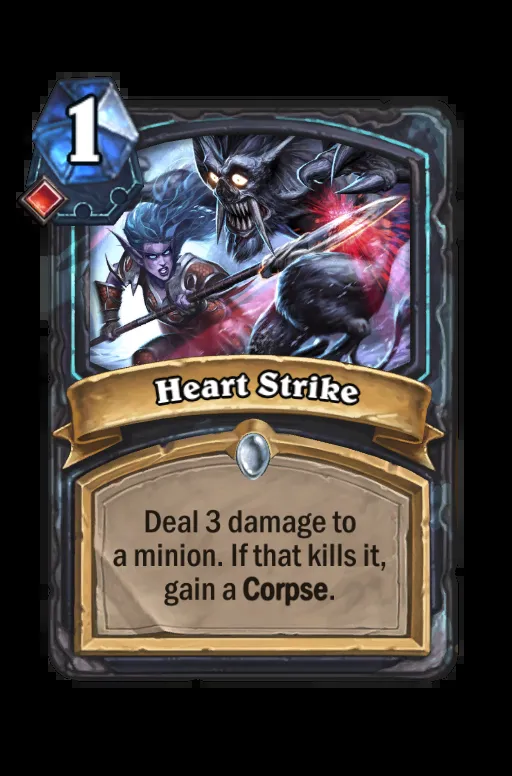 1
Heart Strike
Deal 3 damage to
a minion. If that kills it,
gain a Corpse.